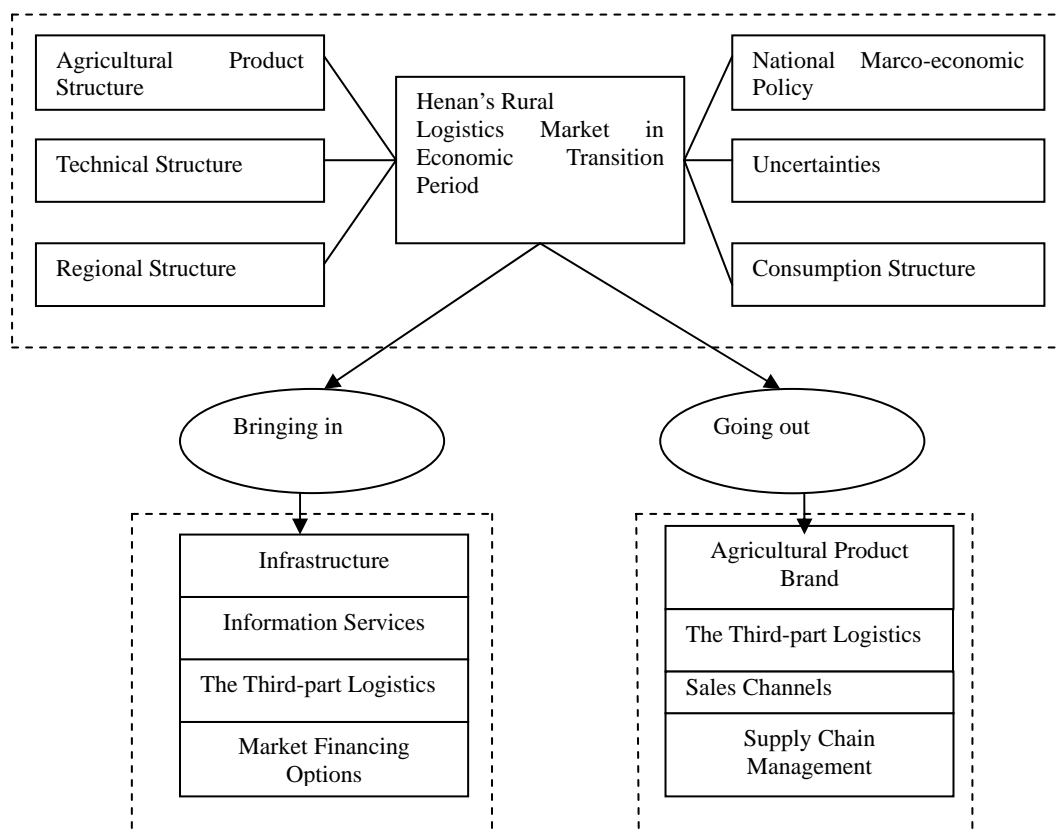 Agricultural Product
Structure
Technical Structure
Regional Structure
Henan's Rural
Logistics Market in
Economic Transition
Period
National Marco-economic
Policy
Uncertainties
Consumption Structure
Bringing in
Going out
Infrastructure
Information Services
The Third-part Logistics
Market Financing
Options
Agricultural Product
Brand
The Third-part Logistics
Sales Channels
Supply Chain
Management